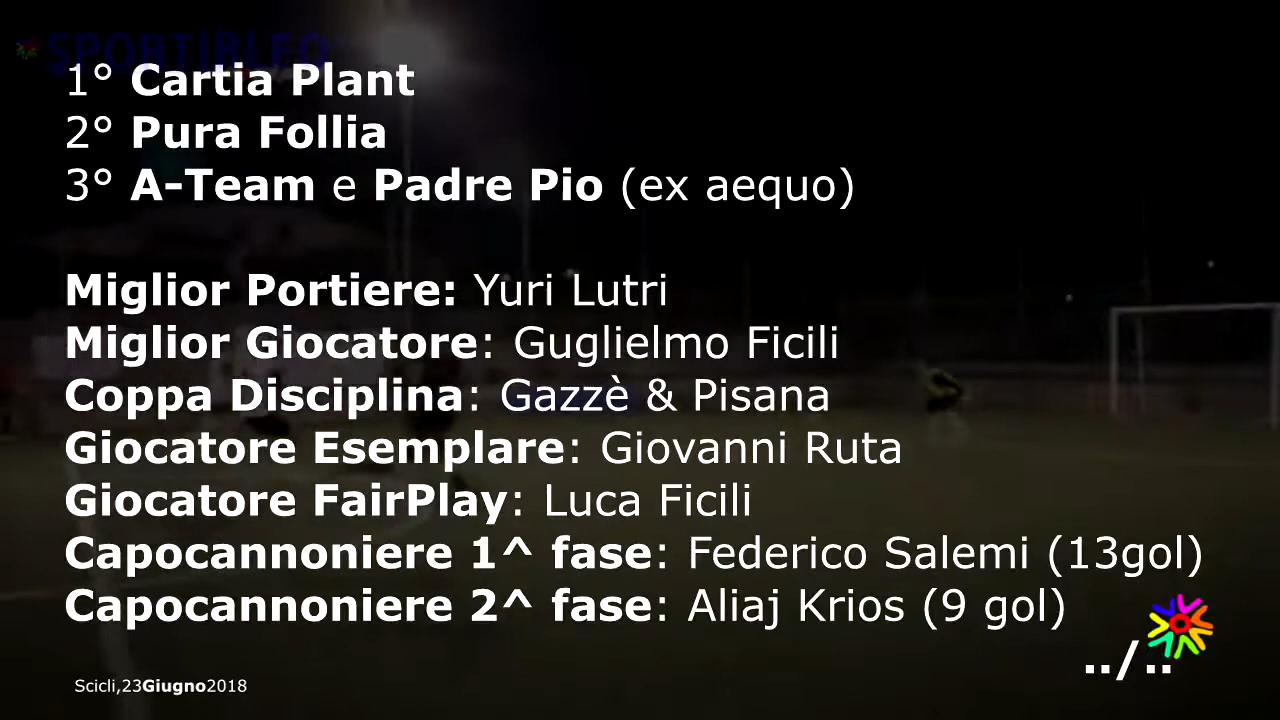 SPORTIBLEO
1° Cartia Plant
2° Pura Follia
3° A-Team e Padre Pio (ex aequo)
Miglior Portiere: Yuri Lutri
Miglior Giocatore: Guglielmo Ficili
Coppa Disciplina: Gazzè & Pisana
Giocatore Esemplare: Giovanni Ruta
Giocatore FairPlay: Luca Ficili
Capocannoniere 1^ fase: Federico Salemi (13gol)
Capocannoniere 2^ fase: Aliaj Krios (9 gol)
../..
Scicli,23Giugno2018